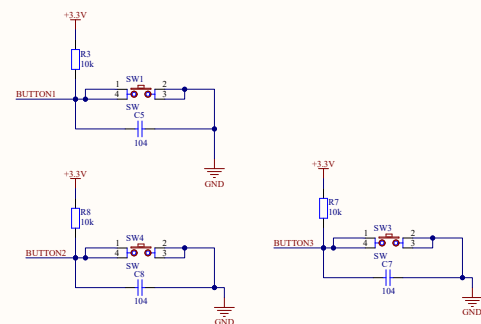 +3.3V
R3
10k
SW1
1 2
BUTTON1
4 3
SW
C5
104
GND
+3.3V
R8
10k
SW4
1 2
BUTTON2
4 3
SW
C8
104
GND
+3.3V
R7
10k
SW3
1 2
BUTTON3
4 3
SW
C7
104
GND